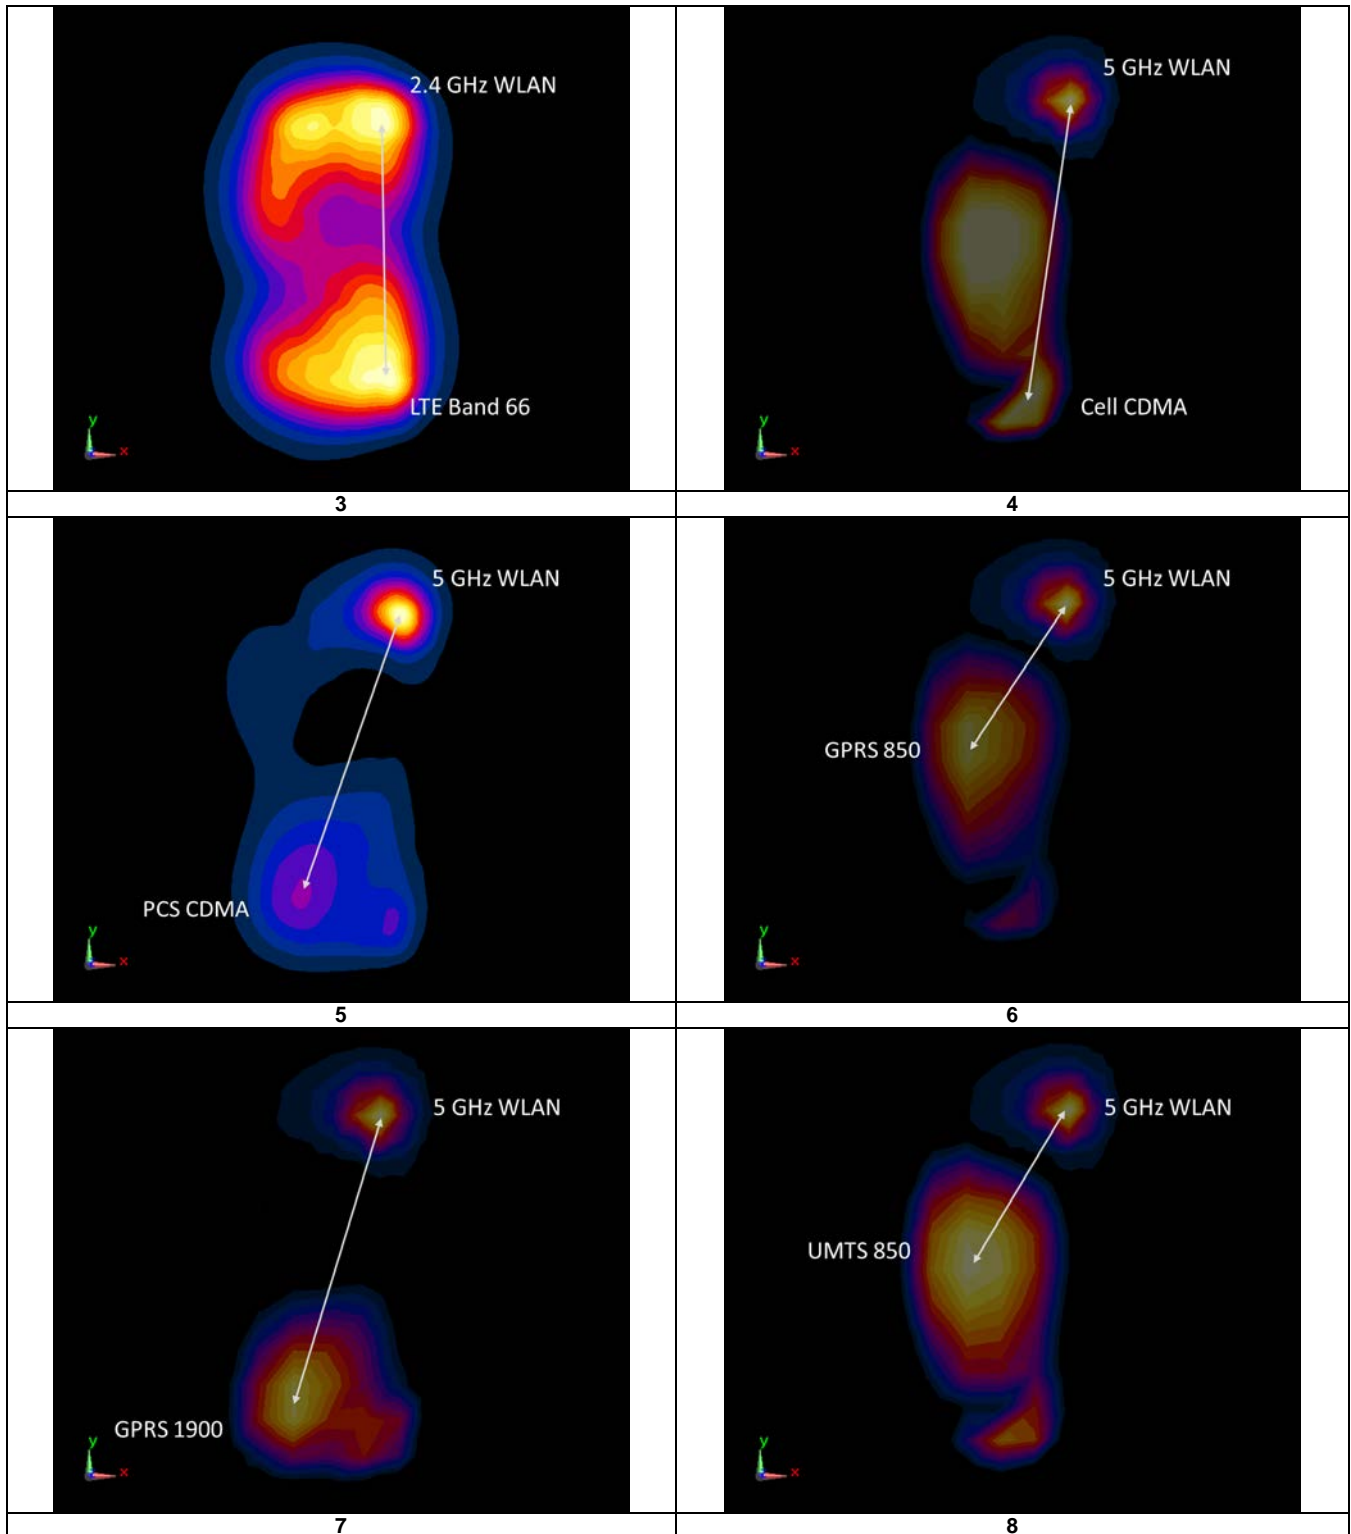 2.4 GHz WLAN
LTE Band 66
y
x
3
5 GHz WLAN
Cell CDMA
y
x
4
5 GHz WLAN
PCS CDMA
y
x
5
5 GHz WLAN
GPRS 850
y
x
6
5 GHz WLAN
GPRS 1900
y
x
7
5 GHz WLAN
UMTS 850
y
x
8